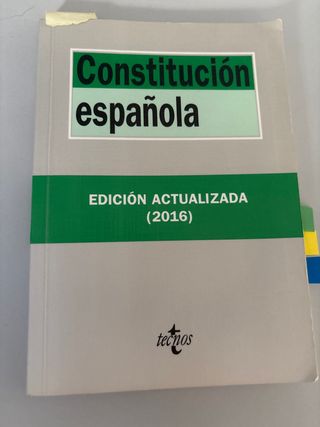 Constitución
española
EDICIÓN ACTUALIZADA
(2016)
tecnos